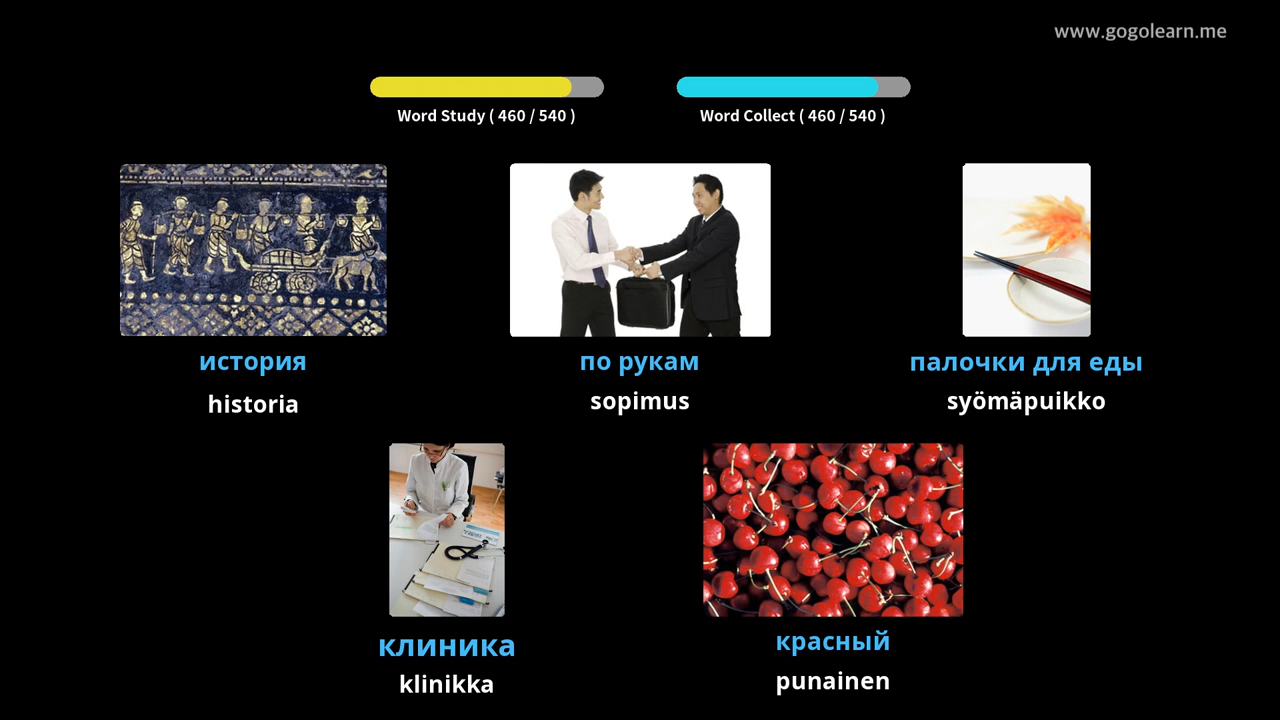 www.gogolearn.me
Word Study ( 460 / 540 )
Word Collect ( 460 / 540 )
история
historia
по рукам
sopimus
палочки для еды
syömäpuikko
клиника
klinikka
красный
punainen